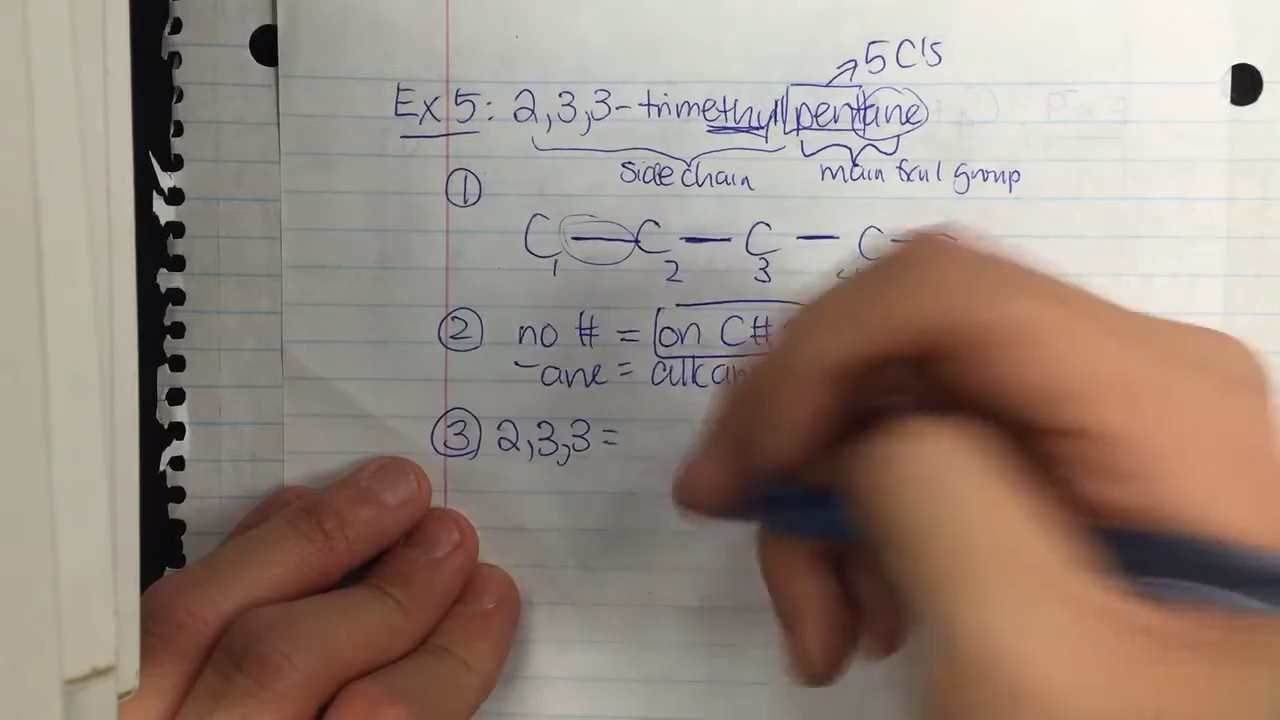 5 C's
Ex 5: 2,3,3-trimethylpentane
side chain main fxnl group
①
C — C — C — C —
1 2 3
② no # = on C#
-ane = alkan
③ 2,3,3 =